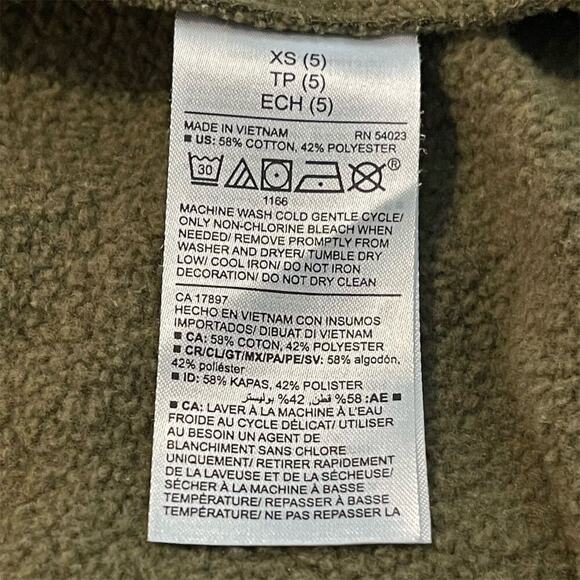 XS (5)
TP (5)
ECH (5)
MADE IN VIETNAM RN 54023
■ US: 58% COTTON, 42% POLYESTER
30 ®
1166
MACHINE WASH COLD GENTLE CYCLE/
ONLY NON-CHLORINE BLEACH WHEN
NEEDED/ REMOVE PROMPTLY FROM
WASHER AND DRYER/ TUMBLE DRY
LOW/ COOL IRON/ DO NOT IRON
DECORATION/ DO NOT DRY CLEAN
CA 17897
HECHO EN VIETNAM CON INSUMOS
IMPORTADOS/ DIBUAT DI VIETNAM
■ CA: 58% COTON, 42% POLYESTER
■ CR/CL/GT/MX/PA/PE/SV: 58% algodón,
42% poliéster
■ ID: 58% KAPAS, 42% POLISTER
■ AE: 58% قطن, 42% بوليستر
■ CA: LAVER À LA MACHINE À L'EAU
FROIDE AU CYCLE DÉLICAT/ UTILISER
AU BESOIN UN AGENT DE
BLANCHIMENT SANS CHLORE
UNIQUEMENT/ RETIRER RAPIDEMENT
DE LA LAVEUSE ET DE LA SÉCHEUSE/
SÉCHER À LA MACHINE À BASSE
TEMPÉRATURE/ REPASSER À BASSE
TEMPÉRATURE/ NE PAS REPASSER LA